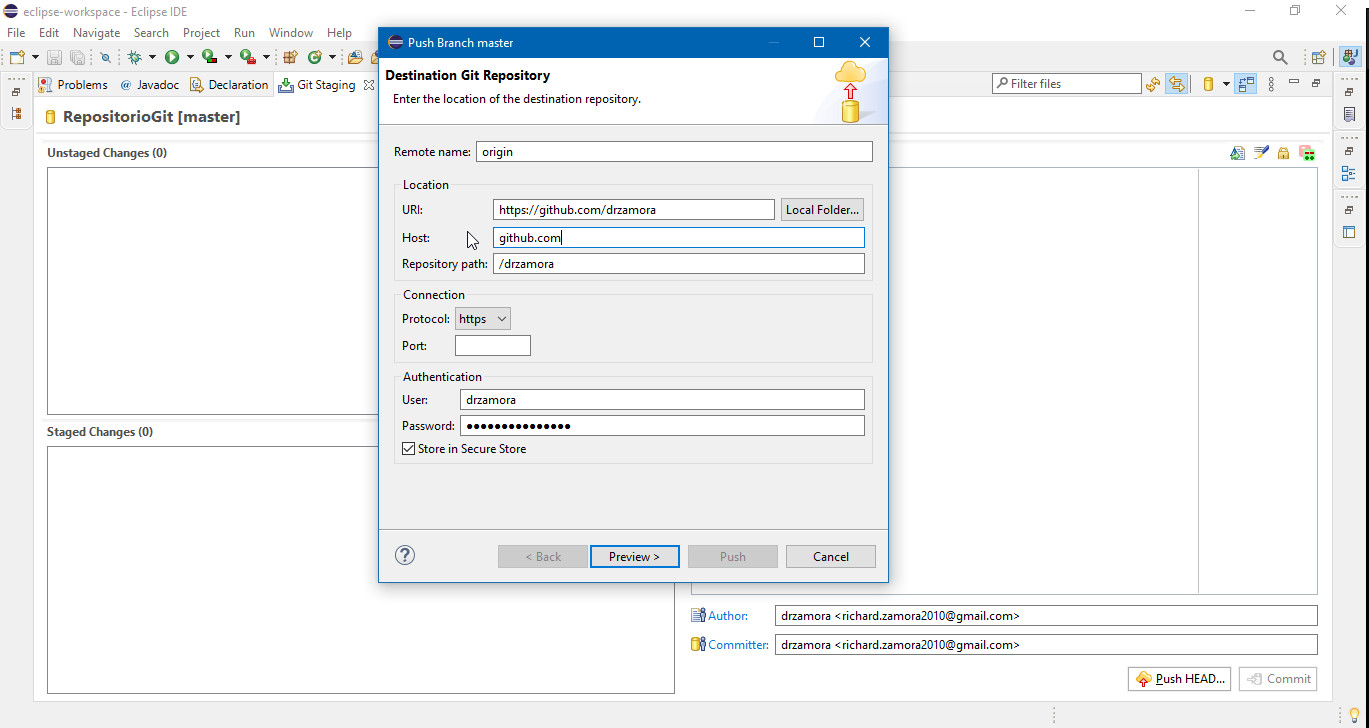 eclipse-workspace - Eclipse IDE
File Edit Navigate Search Project Run Window Help
Problems @ Javadoc Declaration Git Staging
Filter files
RepositorioGit [master]
Unstaged Changes (0)
Staged Changes (0)
Push Branch master
Destination Git Repository
Enter the location of the destination repository.
Remote name: origin
Location
URI: https://github.com/drzamora Local Folder...
Host: github.com
Repository path: /drzamora
Connection
Protocol: https
Port:
Authentication
User: drzamora
Password: ●●●●●●●●●●●●●●●
Store in Secure Store
? < Back Preview > Push Cancel
Author: drzamora <richard.zamora2010@gmail.com>
Committer: drzamora <richard.zamora2010@gmail.com>
Push HEAD... Commit